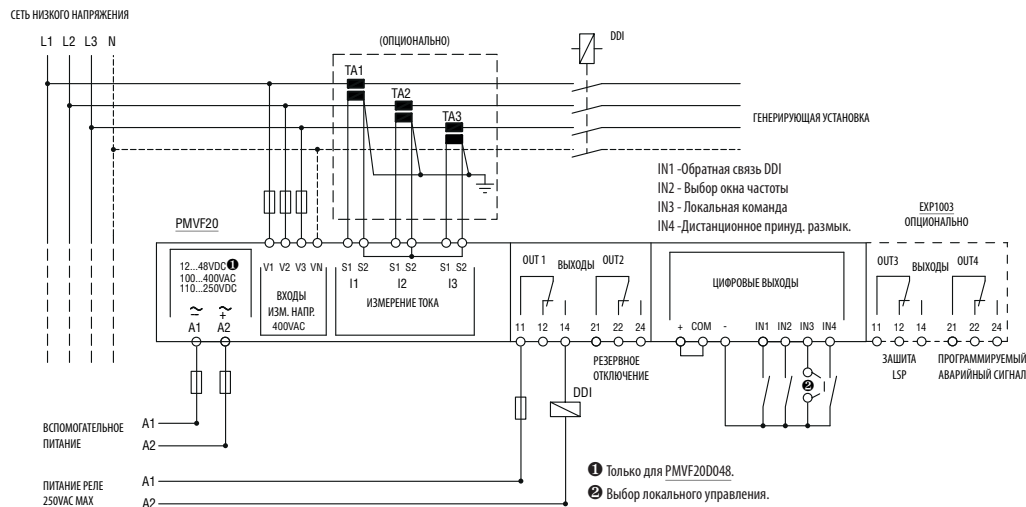 СЕТЬ НИЗКОГО НАПРЯЖЕНИЯ
L1 L2 L3 N
(ОПЦИОНАЛЬНО)
DDI
TA1
TA2
TA3
ГЕНЕРИРУЮЩАЯ УСТАНОВКА
IN1 -Обратная связь DDI
IN2 - Выбор окна частоты
IN3 - Локальная команда
IN4 -Дистанционное принуд. размык.
EXP1003
ОПЦИОНАЛЬНО
PMVF20
12...48VDC❶
100...400VAC
110...250VDC
A1 A2
V1 V2 V3 VN
ВХОДЫ
ИЗМ. НАПР.
400VAC
S1 S2 S1 S2 S1 S2
I1 I2 I3
ИЗМЕРЕНИЕ ТОКА
OUT 1 ВЫХОДЫ OUT2
11 12 14 21 22 24
РЕЗЕРВНОЕ
ОТКЛЮЧЕНИЕ
ЦИФРОВЫЕ ВЫХОДЫ
+ COM - IN1 IN2 IN3 IN4
❷
OUT3 ВЫХОДЫ OUT4
11 12 14 21 22 24
ЗАШИТА
LSP
ПРОГРАММИРУЕМЫЙ
АВАРИЙНЫЙ СИГНАЛ
DDI
ВСПОМОГАТЕЛЬНОЕ
ПИТАНИЕ
A1
A2
ПИТАНИЕ РЕЛЕ
250VAC MAX
A1
A2
❶ Только для PMVF20D048.
❷ Выбор локального управления.